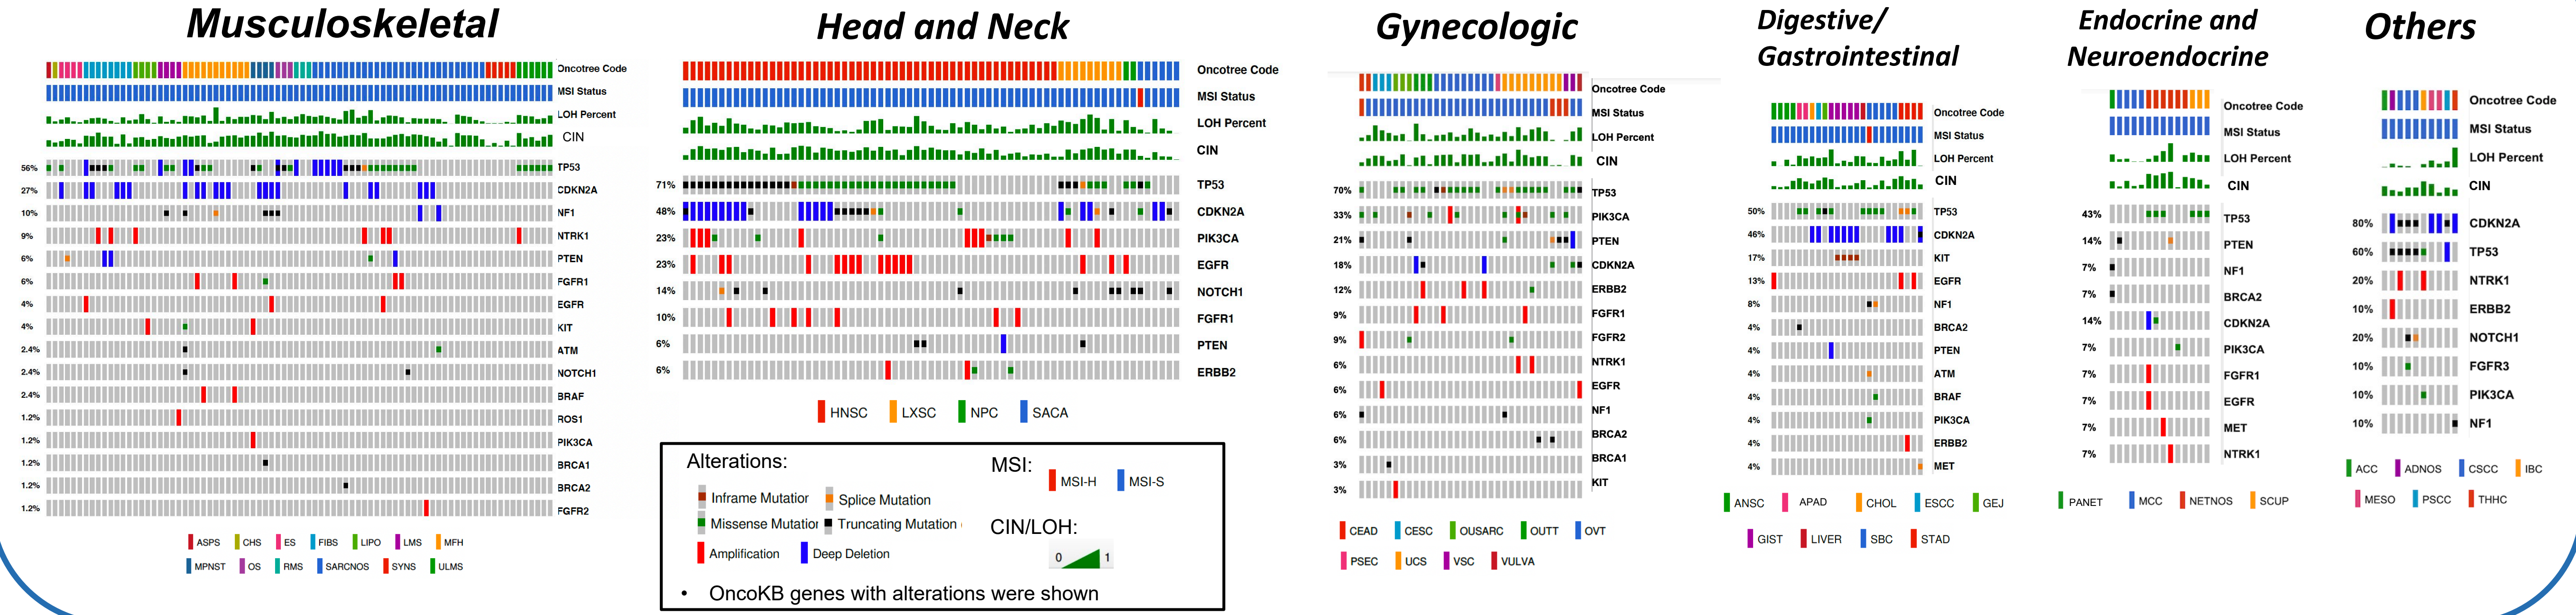 Musculoskeletal
Oncotree Code
MSI Status
LOH Percent
CIN
56% TP53
27% CDKN2A
10% NF1
9% NTRK1
6% PTEN
6% FGFR1
4% EGFR
4% KIT
2.4% ATM
2.4% NOTCH1
2.4% BRAF
1.2% ROS1
1.2% PIK3CA
1.2% BRCA1
1.2% BRCA2
1.2% FGFR2
ASPS CHS ES FIBS LIPO LMS MFH
MPNST OS RMS SARCNOS SYNS ULMS
Head and Neck
Oncotree Code
MSI Status
LOH Percent
CIN
71% TP53
48% CDKN2A
23% PIK3CA
23% EGFR
14% NOTCH1
10% FGFR1
6% PTEN
6% ERBB2
HNSC LXSC NPC SACA
Alterations:
Inframe Mutation
Splice Mutation
Missense Mutation
Truncating Mutation
Amplification
Deep Deletion
MSI:
MSI-H MSI-S
CIN/LOH:
0 1
• OncoKB genes with alterations were shown
Gynecologic
Oncotree Code
MSI Status
LOH Percent
CIN
70% TP53
33% PIK3CA
21% PTEN
18% CDKN2A
12% ERBB2
9% FGFR1
9% FGFR2
6% NTRK1
6% EGFR
6% NF1
6% BRCA2
3% BRCA1
3% KIT
CEAD CESC OUSARC OUTT OVT
PSEC UCS VSC VULVA
Digestive/
Gastrointestinal
Oncotree Code
MSI Status
LOH Percent
CIN
50% TP53
46% CDKN2A
17% KIT
13% EGFR
8% NF1
4% BRCA2
4% PTEN
4% ATM
4% BRAF
4% PIK3CA
4% ERBB2
4% MET
ANSC APAD CHOL ESCC GEJ
GIST LIVER SBC STAD
Endocrine and
Neuroendocrine
Oncotree Code
MSI Status
LOH Percent
CIN
43% TP53
14% PTEN
7% NF1
7% BRCA2
14% CDKN2A
7% PIK3CA
7% FGFR1
7% EGFR
7% MET
7% NTRK1
PANET MCC NETNOS SCUP
Others
Oncotree Code
MSI Status
LOH Percent
CIN
80% CDKN2A
60% TP53
20% NTRK1
10% ERBB2
20% NOTCH1
10% FGFR3
10% PIK3CA
10% NF1
ACC ADNOS CSCC IBC
MESO PSCC THHC